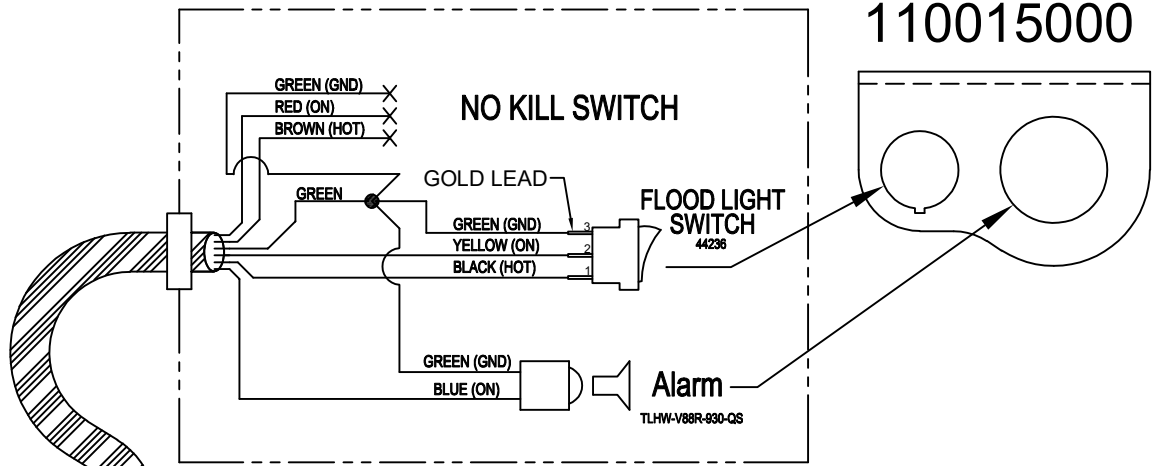 110015000
GREEN (GND)
RED (ON)
BROWN (HOT)
NO KILL SWITCH
GOLD LEAD
GREEN
FLOOD LIGHT
SWITCH
44236
GREEN (GND)
3
YELLOW (ON)
2
BLACK (HOT)
1
GREEN (GND)
BLUE (ON)
Alarm
TLHW-V88R-930-QS